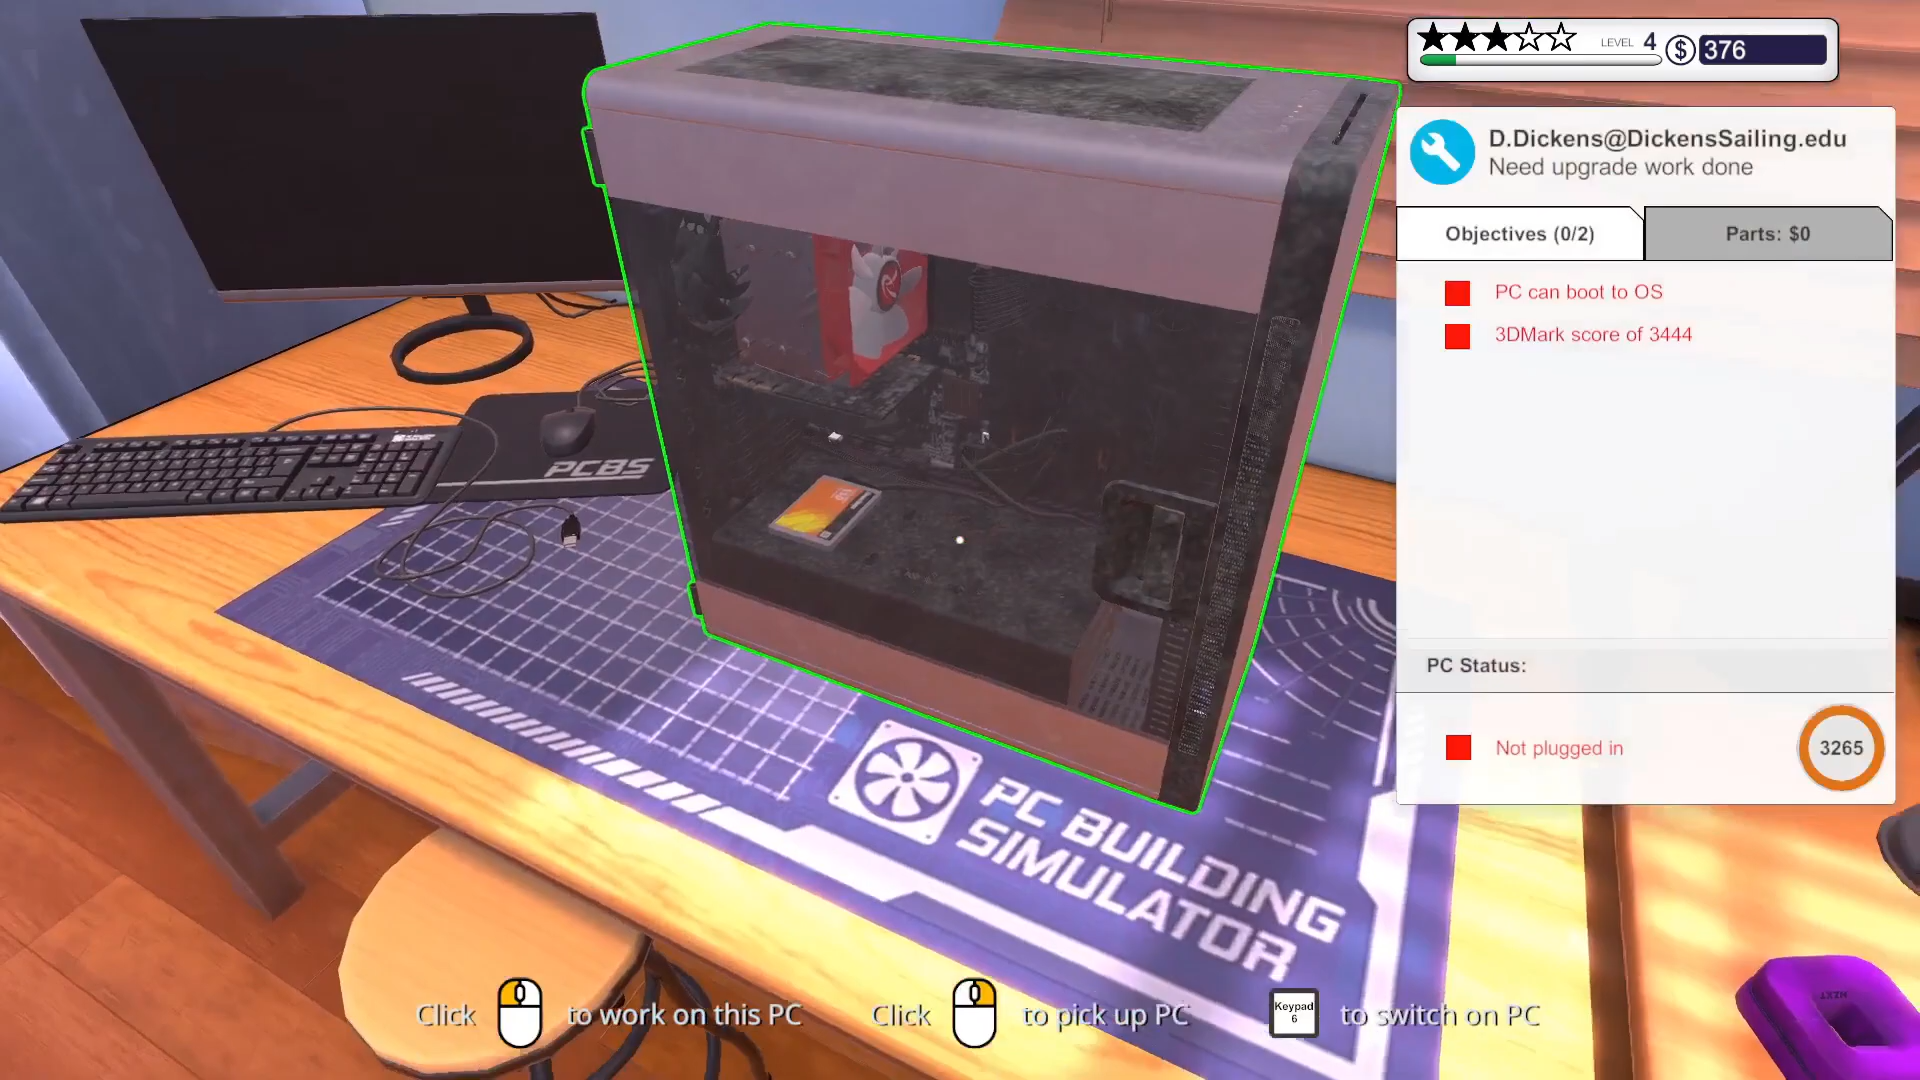 LEVEL 4
$ 376
D.Dickens@DickensSailing.edu
Need upgrade work done
Objectives (0/2)
Parts: $0
PC can boot to OS
3DMark score of 3444
PC Status:
Not plugged in
3265
PCBS
PC BUILDING
SIMULATOR
NZXT
Click to work on this PC
Click to pick up PC
Keypad
6
to switch on PC